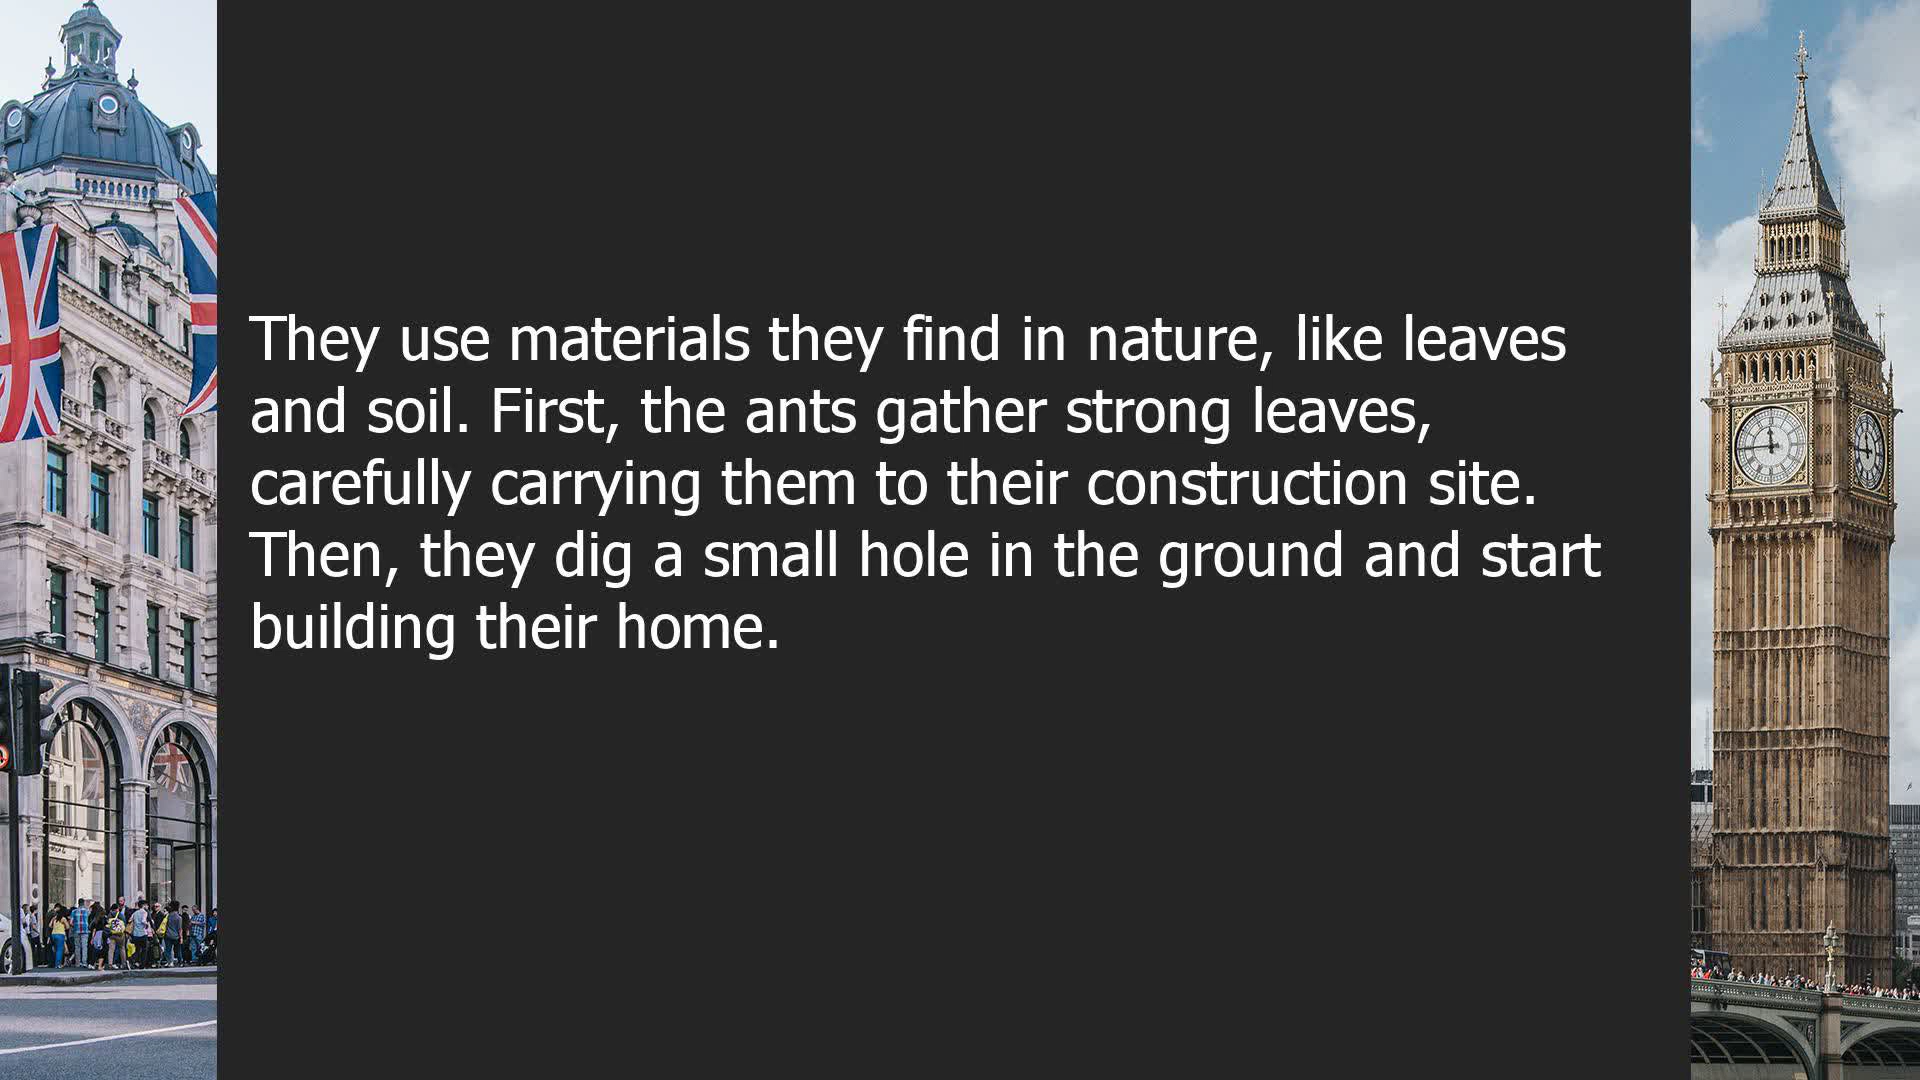 They use materials they find in nature, like leaves
and soil. First, the ants gather strong leaves,
carefully carrying them to their construction site.
Then, they dig a small hole in the ground and start
building their home.